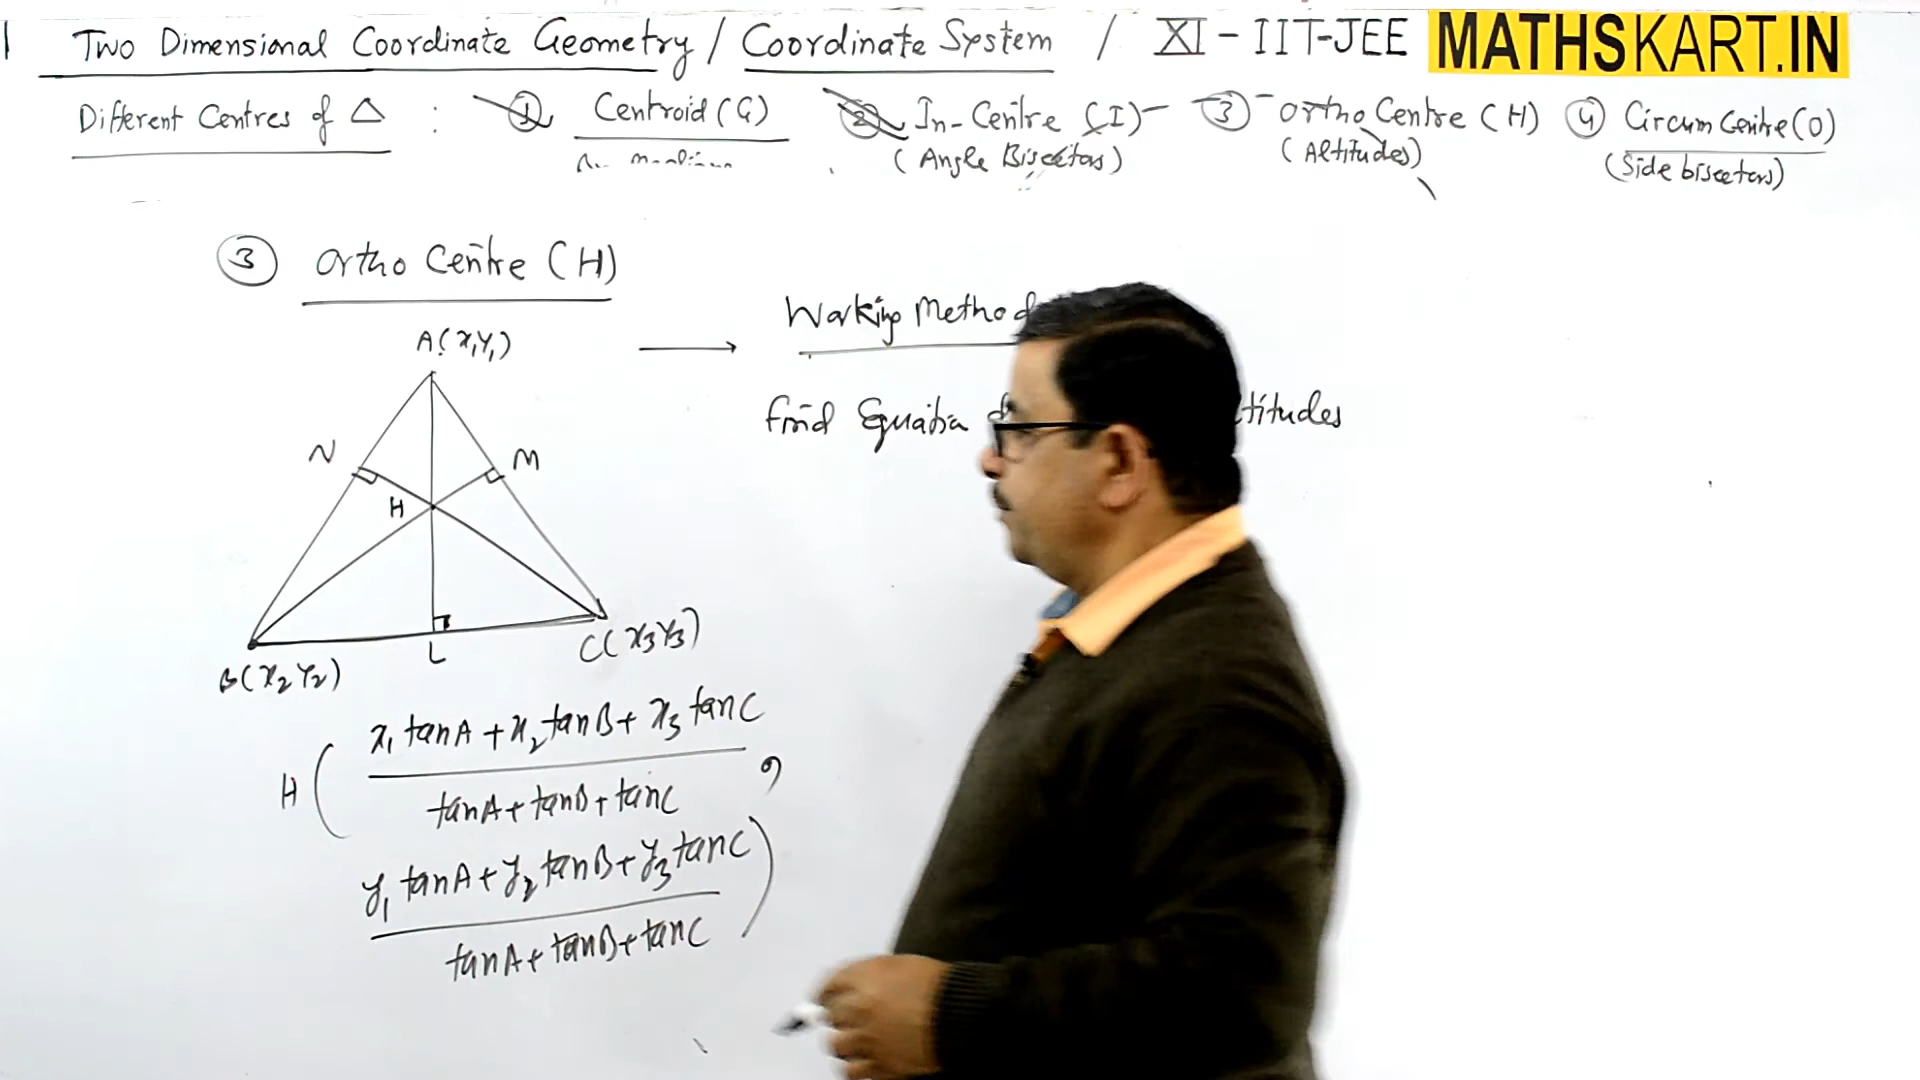 Two Dimensional Coordinate Geometry / Coordinate System / XI - IIT-JEE MATHSKART.IN
Different Centres of Δ : ① Centroid (G) ② In-Centre (I) - ③ - Ortho Centre (H) ④ Circum Centre (O)
(Angle Bisectors) (Altitudes) (Side bisectors)
③ Ortho Centre (H)
Working Method
A(x₁y₁)
Find Equation titudes
N M
H
L
B(x₂y₂) C(x₃y₃)
H ( x₁ tanA + x₂ tanB + x₃ tanC
tanA + tanB + tanC ,
y₁ tanA + y₂ tanB + y₃ tanC )
tanA + tanB + tanC